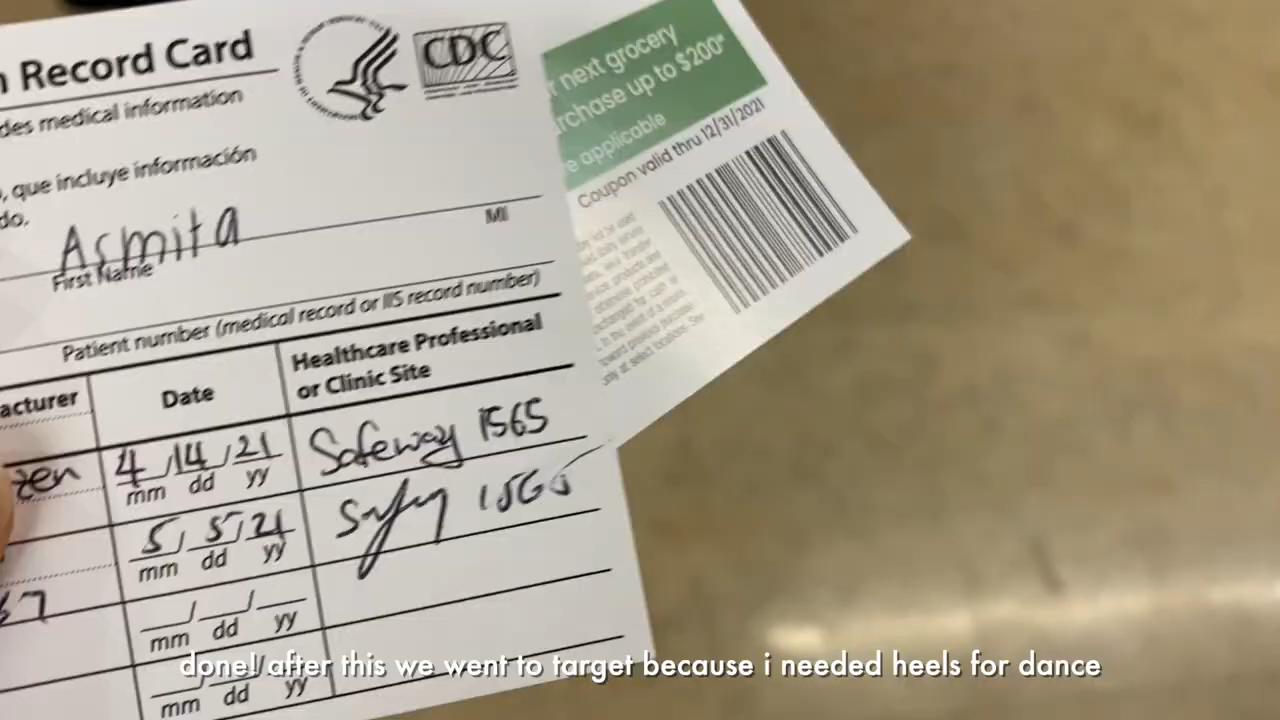 n Record Card
CDC
des medical information
, que incluye información
do.
Asmita
First Name
MI
Patient number (medical record or IIS record number)
acturer
Date
Healthcare Professional
or Clinic Site
zen
4/14/21
Safeway 1565
mm dd yy
5/5/21
1565
mm dd yy
67
mm dd yy
mm dd yy
r next grocery
rchase up to $200*
e applicable
Coupon valid thru 12/31/2021
done! after this we went to target because i needed heels for dance